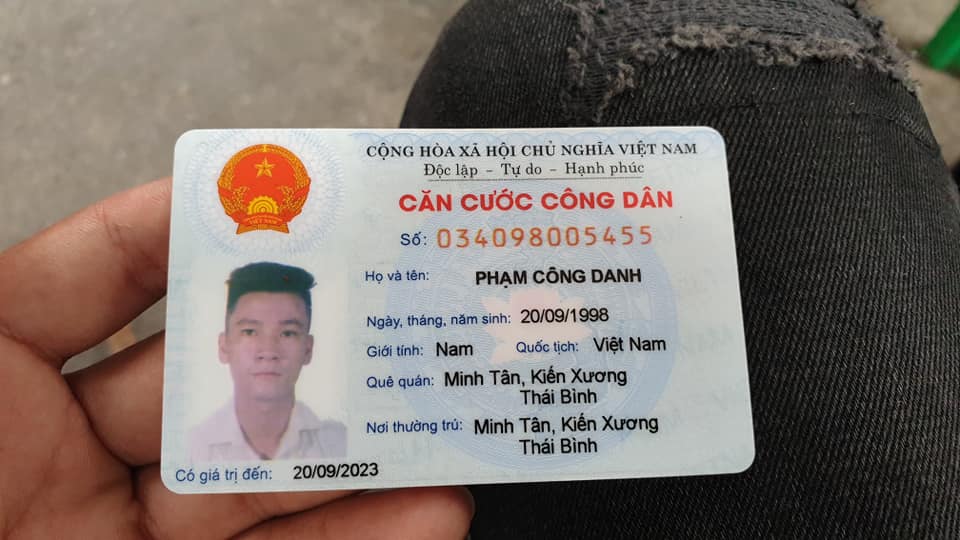 CỘNG HÒA XÃ HỘI CHỦ NGHĨA VIỆT NAM
Độc lập - Tự do - Hạnh phúc
CĂN CƯỚC CÔNG DÂN
Số: 034098005455
Họ và tên: PHẠM CÔNG DANH
Ngày, tháng, năm sinh: 20/09/1998
Giới tính: Nam Quốc tịch: Việt Nam
Quê quán: Minh Tân, Kiến Xương
Thái Bình
Nơi thường trú: Minh Tân, Kiến Xương
Thái Bình
Có giá trị đến: 20/09/2023